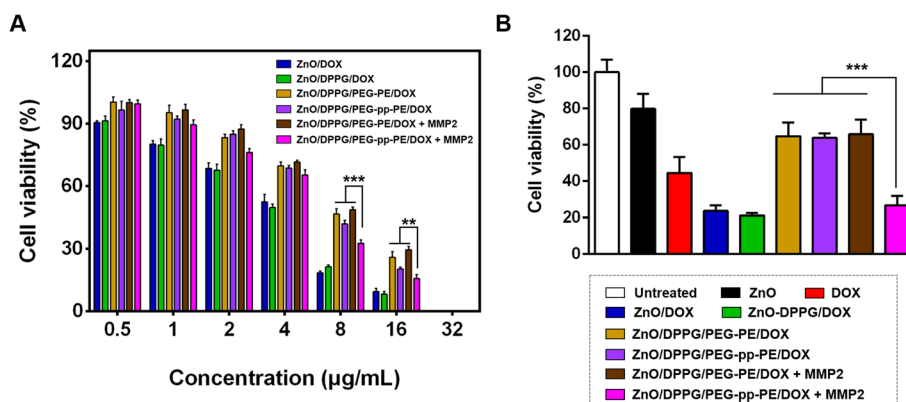 A
Cell viability (%)
120
90
60
30
0
ZnO/DOX
ZnO/DPPG/DOX
ZnO/DPPG/PEG-PE/DOX
ZnO/DPPG/PEG-pp-PE/DOX
ZnO/DPPG/PEG-PE/DOX + MMP2
ZnO/DPPG/PEG-pp-PE/DOX + MMP2
***
**
0.5 1 2 4 8 16 32
Concentration (μg/mL)
B
Cell viability (%)
120
100
80
60
40
20
0
***
Untreated ZnO DOX
ZnO/DOX ZnO-DPPG/DOX
ZnO/DPPG/PEG-PE/DOX
ZnO/DPPG/PEG-pp-PE/DOX
ZnO/DPPG/PEG-PE/DOX + MMP2
ZnO/DPPG/PEG-pp-PE/DOX + MMP2